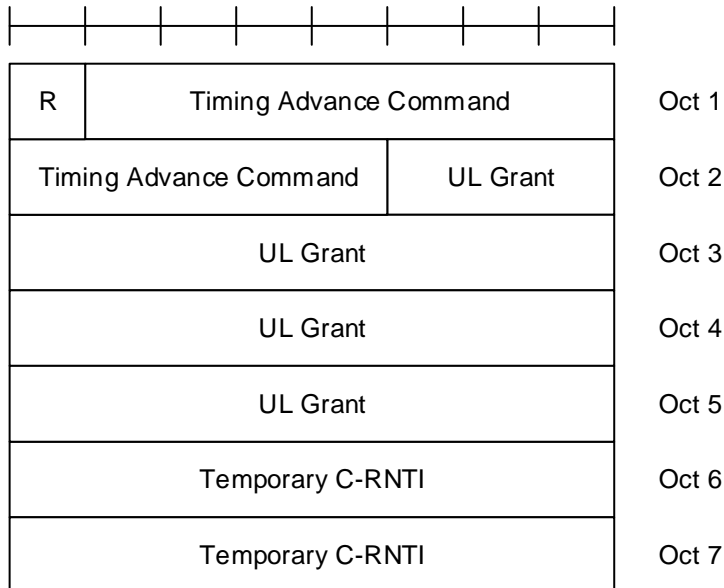 R Timing Advance Command Oct 1
Timing Advance Command UL Grant Oct 2
UL Grant Oct 3
UL Grant Oct 4
UL Grant Oct 5
Temporary C-RNTI Oct 6
Temporary C-RNTI Oct 7